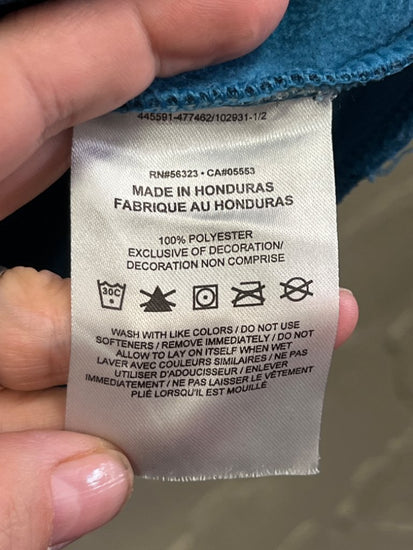 445591-477462/102931-1/2
RN#56323 • CA#05553
MADE IN HONDURAS
FABRIQUE AU HONDURAS
100% POLYESTER
EXCLUSIVE OF DECORATION/
DECORATION NON COMPRISE
30C
WASH WITH LIKE COLORS / DO NOT USE
SOFTENERS / REMOVE IMMEDIATELY / DO NOT
ALLOW TO LAY ON ITSELF WHEN WET
LAVER AVEC COULEURS SIMILAIRES / NE PAS
UTILISER D'ADOUCISSEUR / ENLEVER
IMMEDIATEMENT / NE PAS LAISSER LE VÊTEMENT
PLIÉ LORSQU'IL EST MOUILLÉ